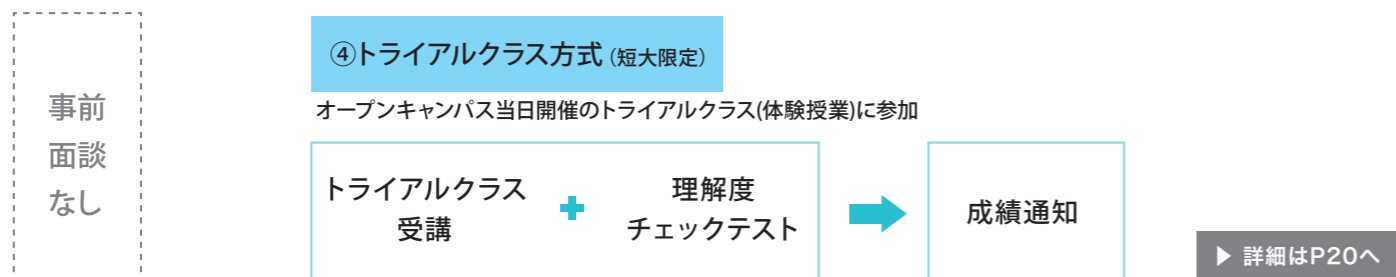 事前
面談
なし
④トライアルクラス方式（短大限定）
オープンキャンパス当日開催のトライアルクラス(体験授業)に参加
トライアルクラス
受講
+
理解度
チェックテスト
成績通知
▶ 詳細はP20へ